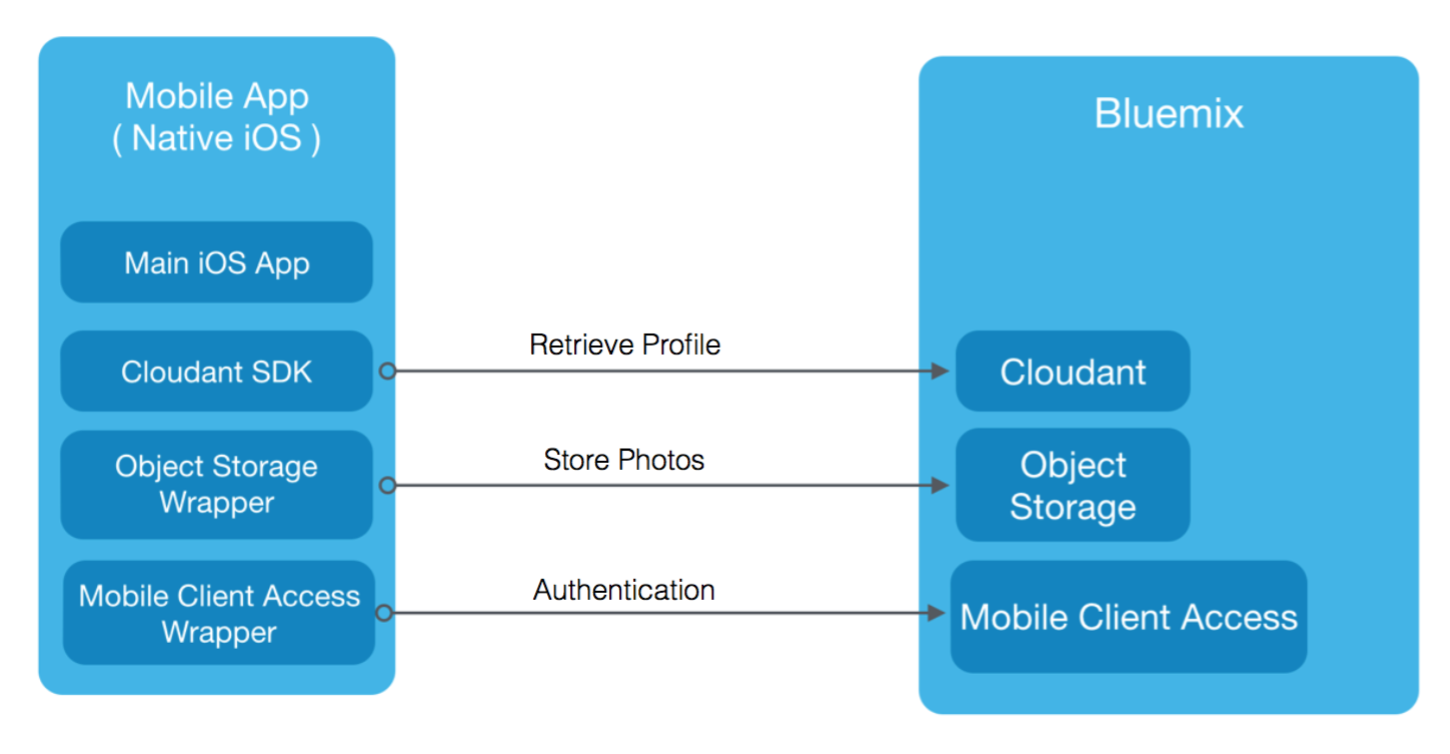 Mobile App
( Native iOS )
Main iOS App
Cloudant SDK
Object Storage
Wrapper
Mobile Client Access
Wrapper
Retrieve Profile
Store Photos
Authentication
Bluemix
Cloudant
Object
Storage
Mobile Client Access